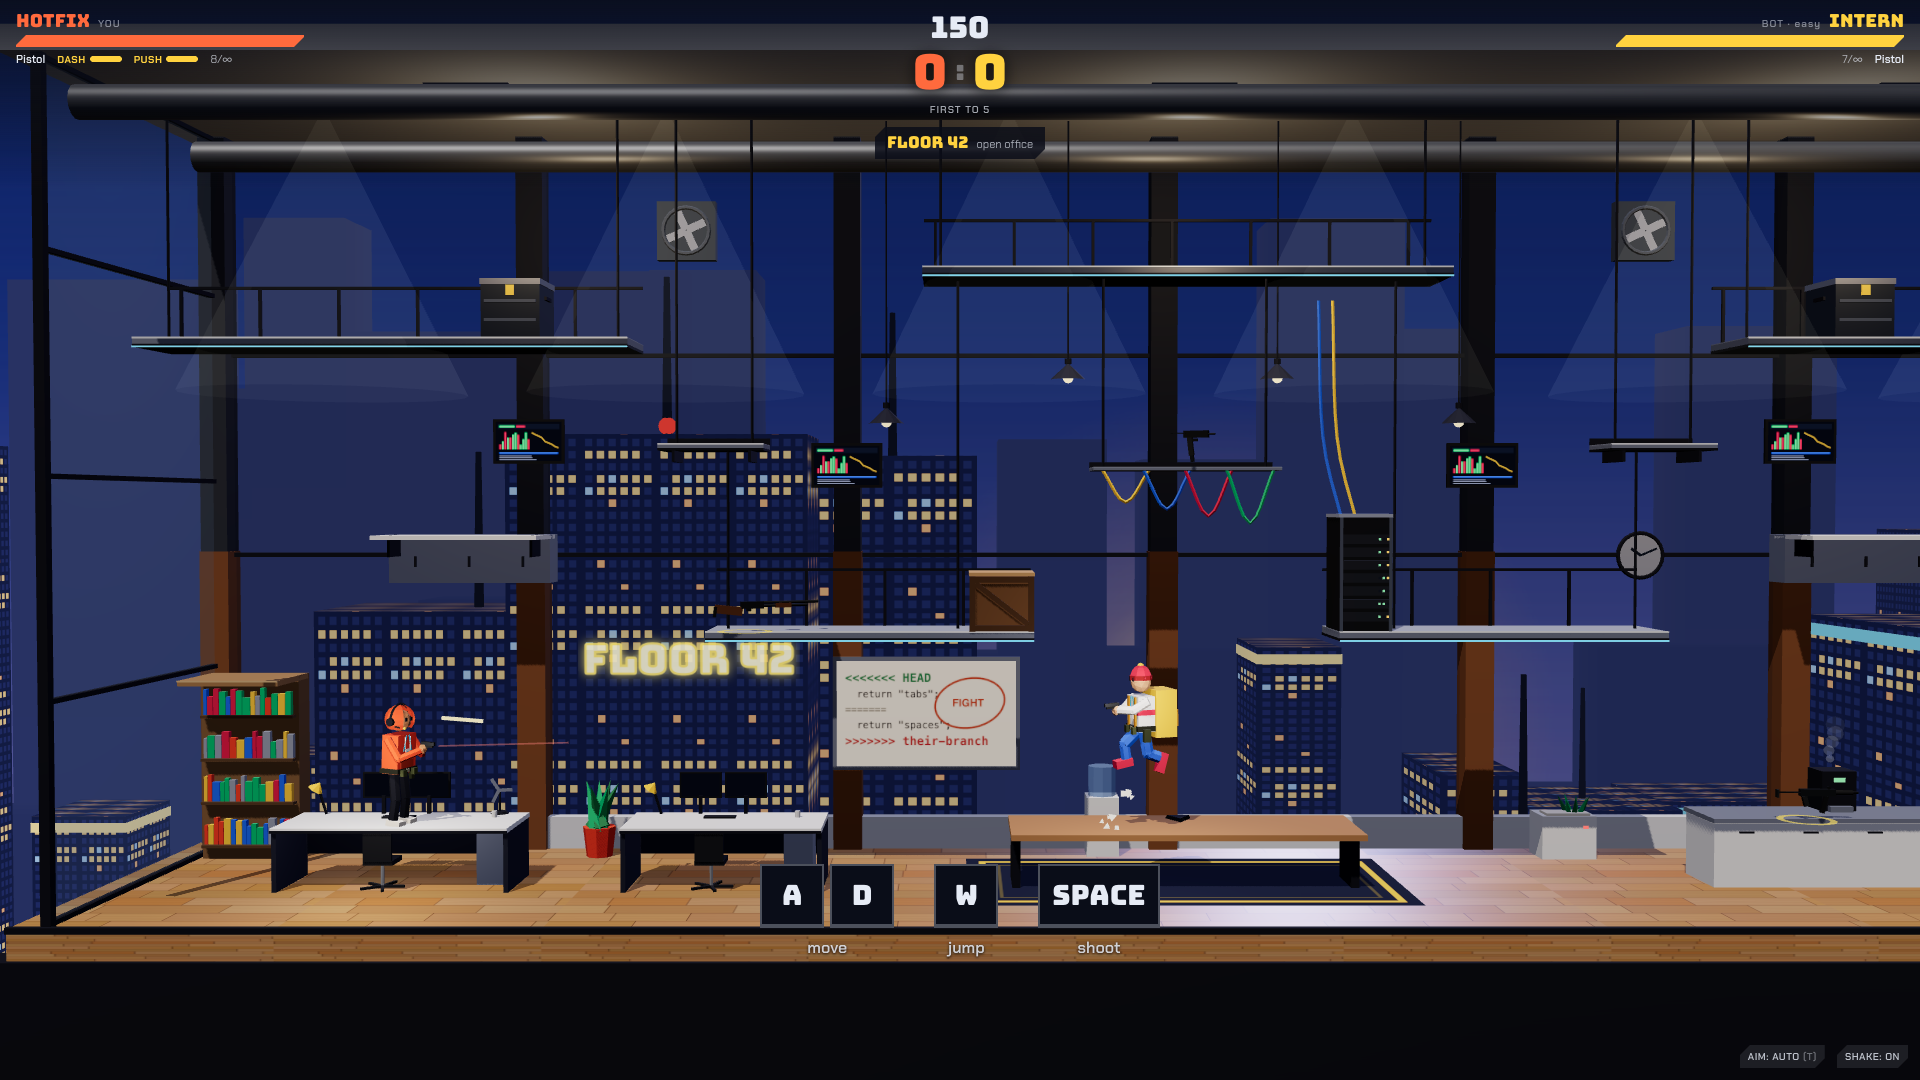 HOTFIX YOU
Pistol DASH PUSH 8/∞
150
0 : 0
FIRST TO 5
FLOOR 42 open office
BOT · easy INTERN
7/∞ Pistol
FLOOR 42
<<<<<<< HEAD
return "tabs";
=======
return "spaces";
>>>>>>> their-branch
FIGHT
A D W SPACE
move jump shoot
AIM: AUTO (T) SHAKE: ON